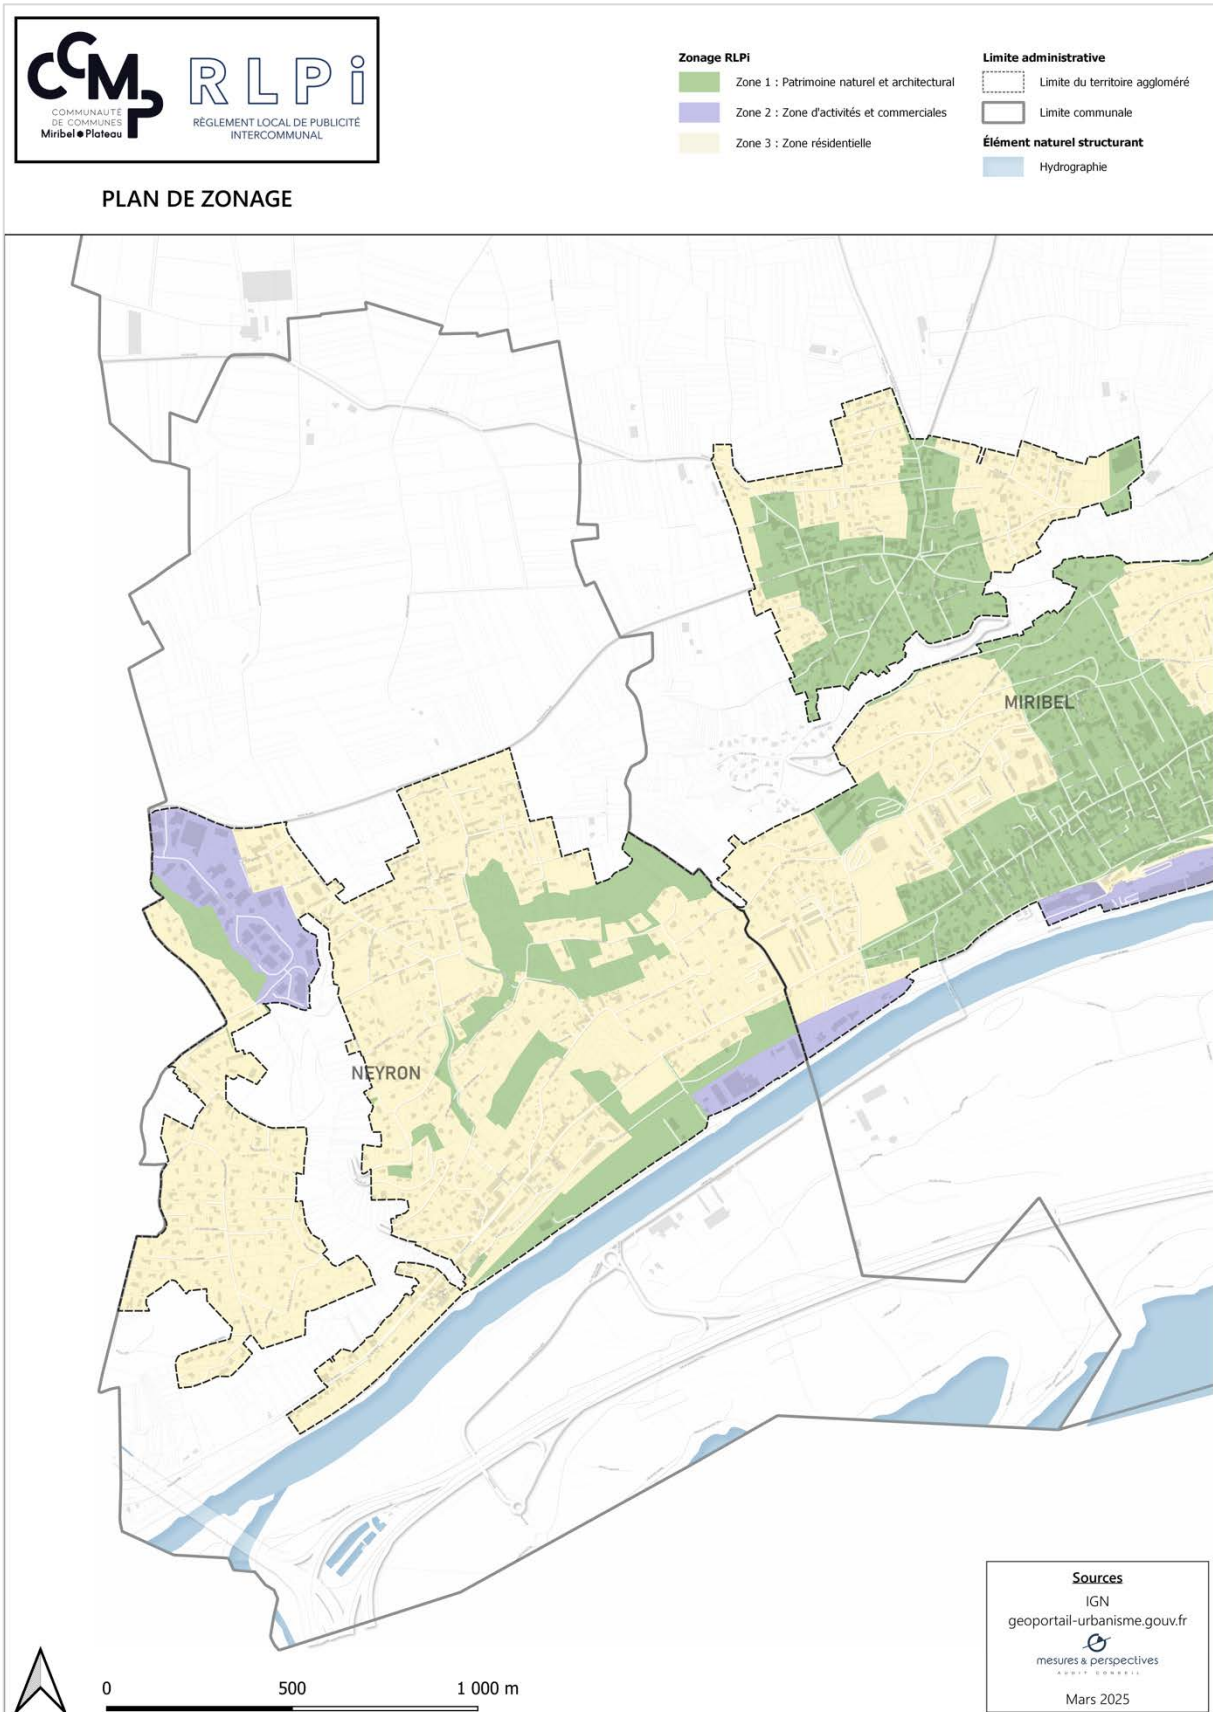 CCMP
COMMUNAUTÉ
DE COMMUNES
Miribel Plateau
RLPi
RÈGLEMENT LOCAL DE PUBLICITÉ
INTERCOMMUNAL
PLAN DE ZONAGE
Zonage RLPi
Zone 1 : Patrimoine naturel et architectural
Zone 2 : Zone d'activités et commerciales
Zone 3 : Zone résidentielle
Limite administrative
Limite du territoire aggloméré
Limite communale
Élément naturel structurant
Hydrographie
MIRIBEL
NEYRON
0 500 1 000 m
Sources
IGN
geoportail-urbanisme.gouv.fr
mesures & perspectives
AUDIT CONSEIL
Mars 2025